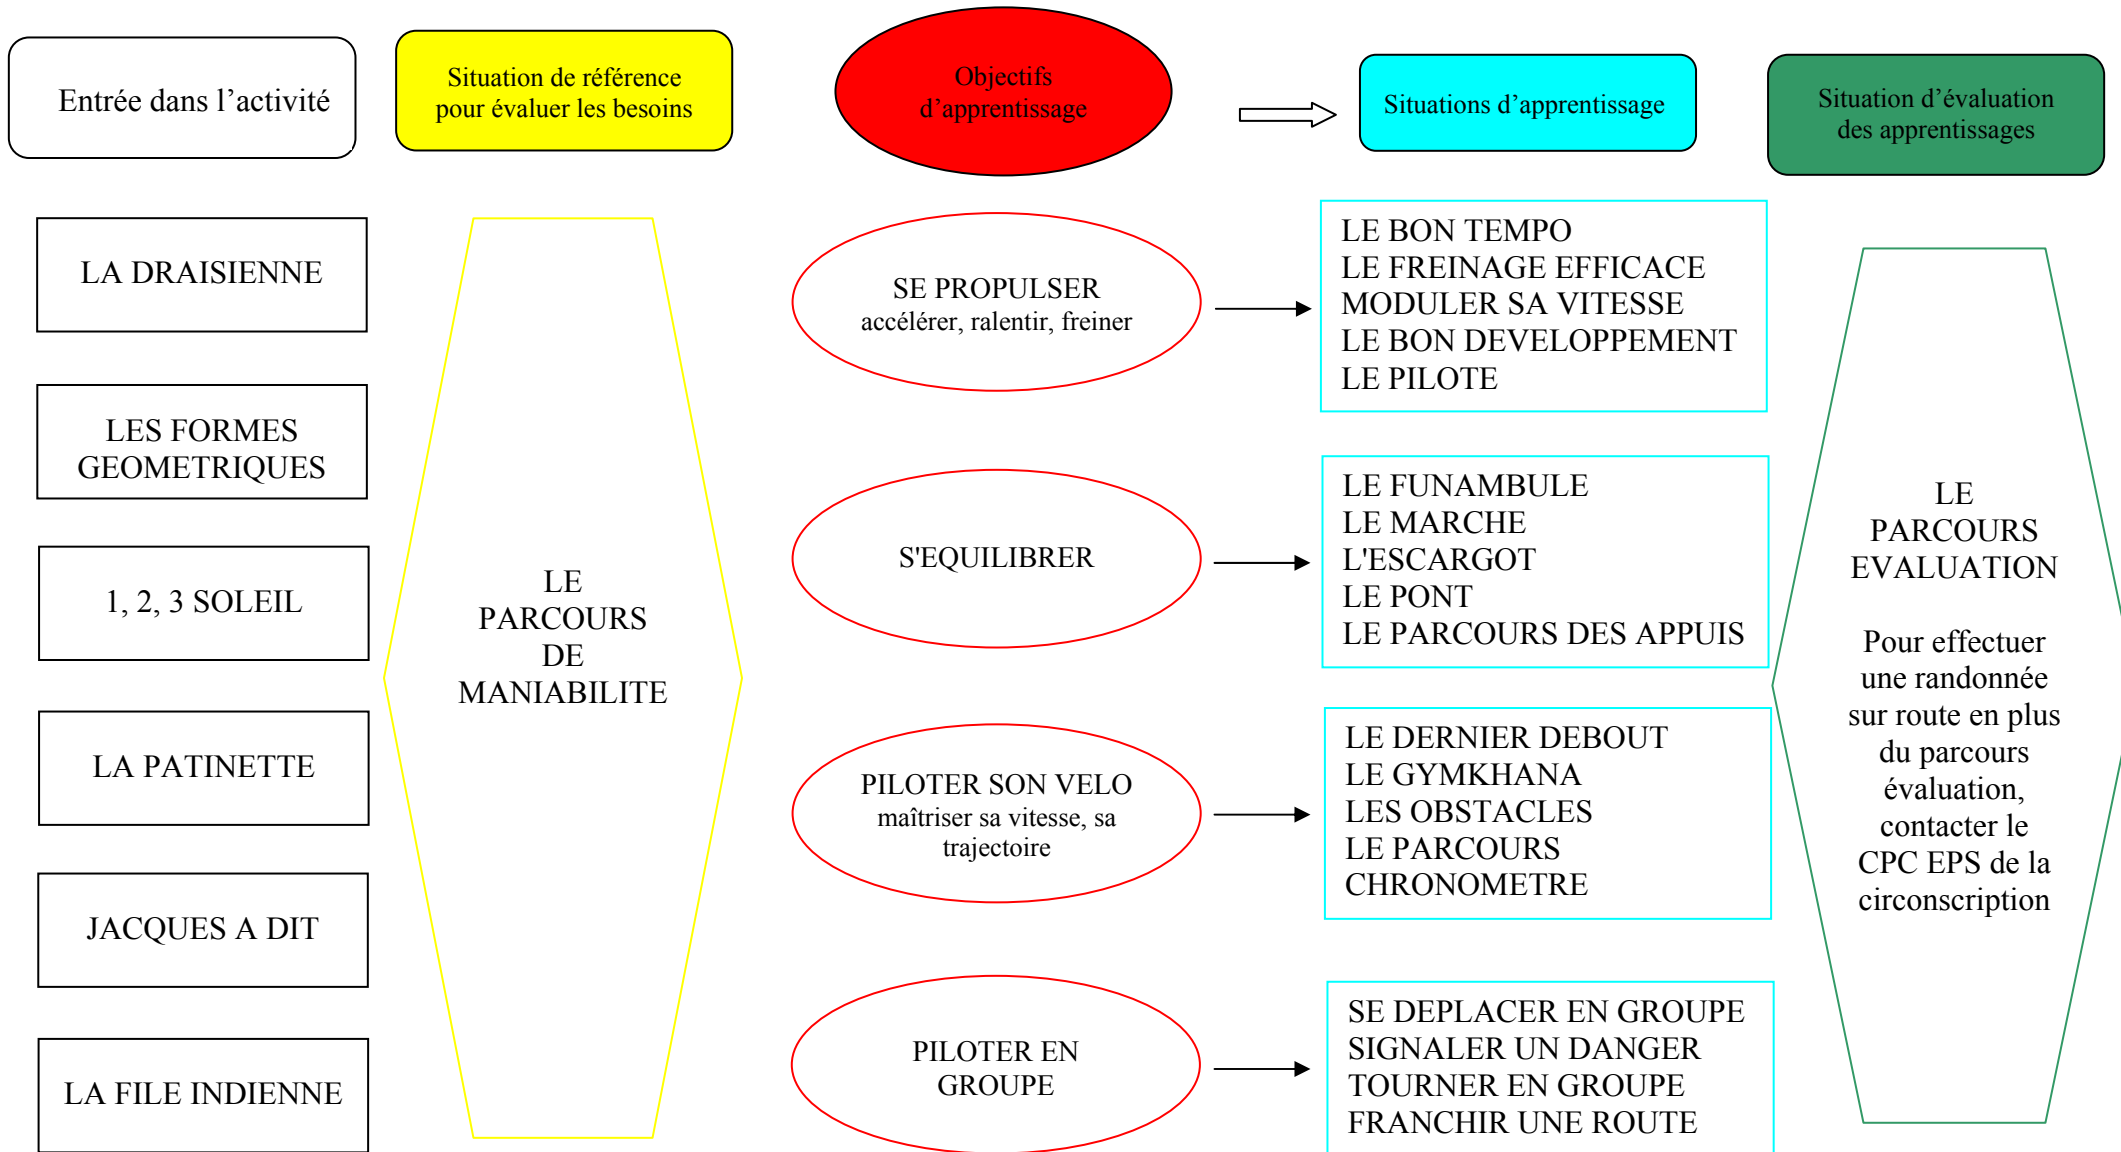 Entrée dans l'activité
Situation de référence
pour évaluer les besoins
Objectifs
d'apprentissage
Situations d'apprentissage
Situation d'évaluation
des apprentissages
LA DRAISIENNE
LES FORMES
GEOMETRIQUES
1, 2, 3 SOLEIL
LA PATINETTE
JACQUES A DIT
LA FILE INDIENNE
LE
PARCOURS
DE
MANIABILITE
SE PROPULSER
accélérer, ralentir, freiner
LE BON TEMPO
LE FREINAGE EFFICACE
MODULER SA VITESSE
LE BON DEVELOPPEMENT
LE PILOTE
S'EQUILIBRER
LE FUNAMBULE
LE MARCHE
L'ESCARGOT
LE PONT
LE PARCOURS DES APPUIS
PILOTER SON VELO
maîtriser sa vitesse, sa
trajectoire
LE DERNIER DEBOUT
LE GYMKHANA
LES OBSTACLES
LE PARCOURS
CHRONOMETRE
PILOTER EN
GROUPE
SE DEPLACER EN GROUPE
SIGNALER UN DANGER
TOURNER EN GROUPE
FRANCHIR UNE ROUTE
LE
PARCOURS
EVALUATION
Pour effectuer
une randonnée
sur route en plus
du parcours
évaluation,
contacter le
CPC EPS de la
circonscription